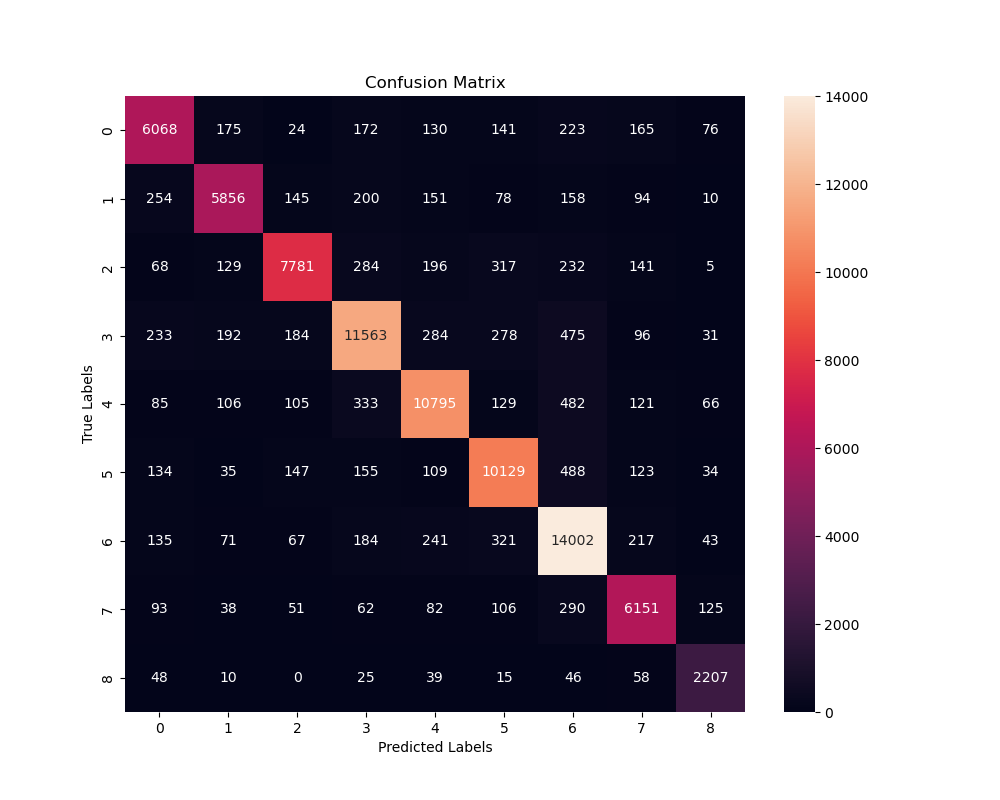 Confusion Matrix
0 6068 175 24 172 130 141 223 165 76
1 254 5856 145 200 151 78 158 94 10
2 68 129 7781 284 196 317 232 141 5
3 233 192 184 11563 284 278 475 96 31
4 85 106 105 333 10795 129 482 121 66
5 134 35 147 155 109 10129 488 123 34
6 135 71 67 184 241 321 14002 217 43
7 93 38 51 62 82 106 290 6151 125
8 48 10 0 25 39 15 46 58 2207
0 1 2 3 4 5 6 7 8
Predicted Labels
True Labels
14000
12000
10000
8000
6000
4000
2000
0